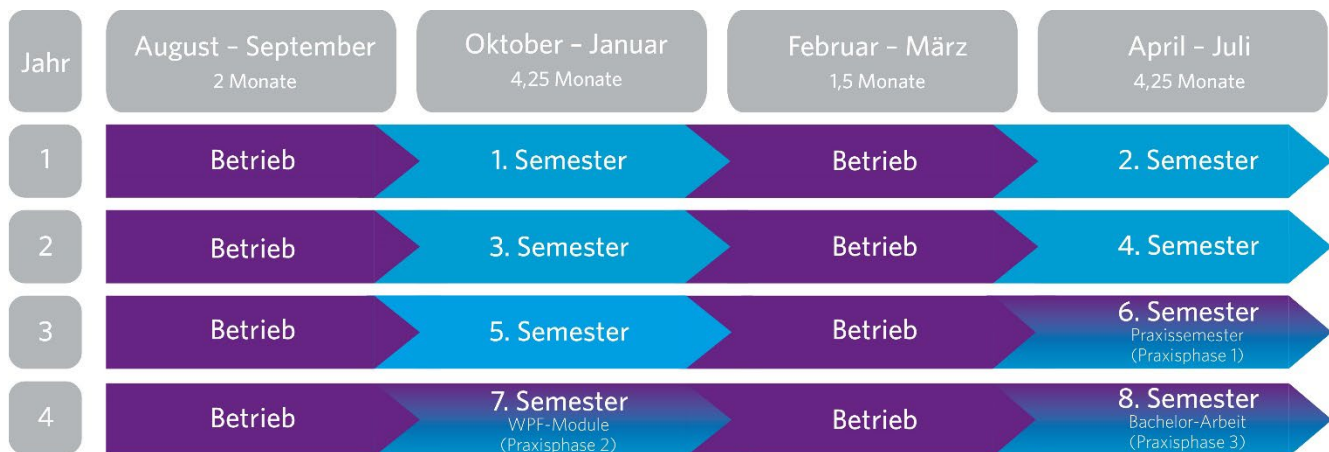 Jahr
August – September
2 Monate
Oktober – Januar
4,25 Monate
Februar – März
1,5 Monate
April – Juli
4,25 Monate
1
Betrieb
1. Semester
Betrieb
2. Semester
2
Betrieb
3. Semester
Betrieb
4. Semester
3
Betrieb
5. Semester
Betrieb
6. Semester
Praxissemester
(Praxisphase 1)
4
Betrieb
7. Semester
WPF-Module
(Praxisphase 2)
Betrieb
8. Semester
Bachelor-Arbeit
(Praxisphase 3)